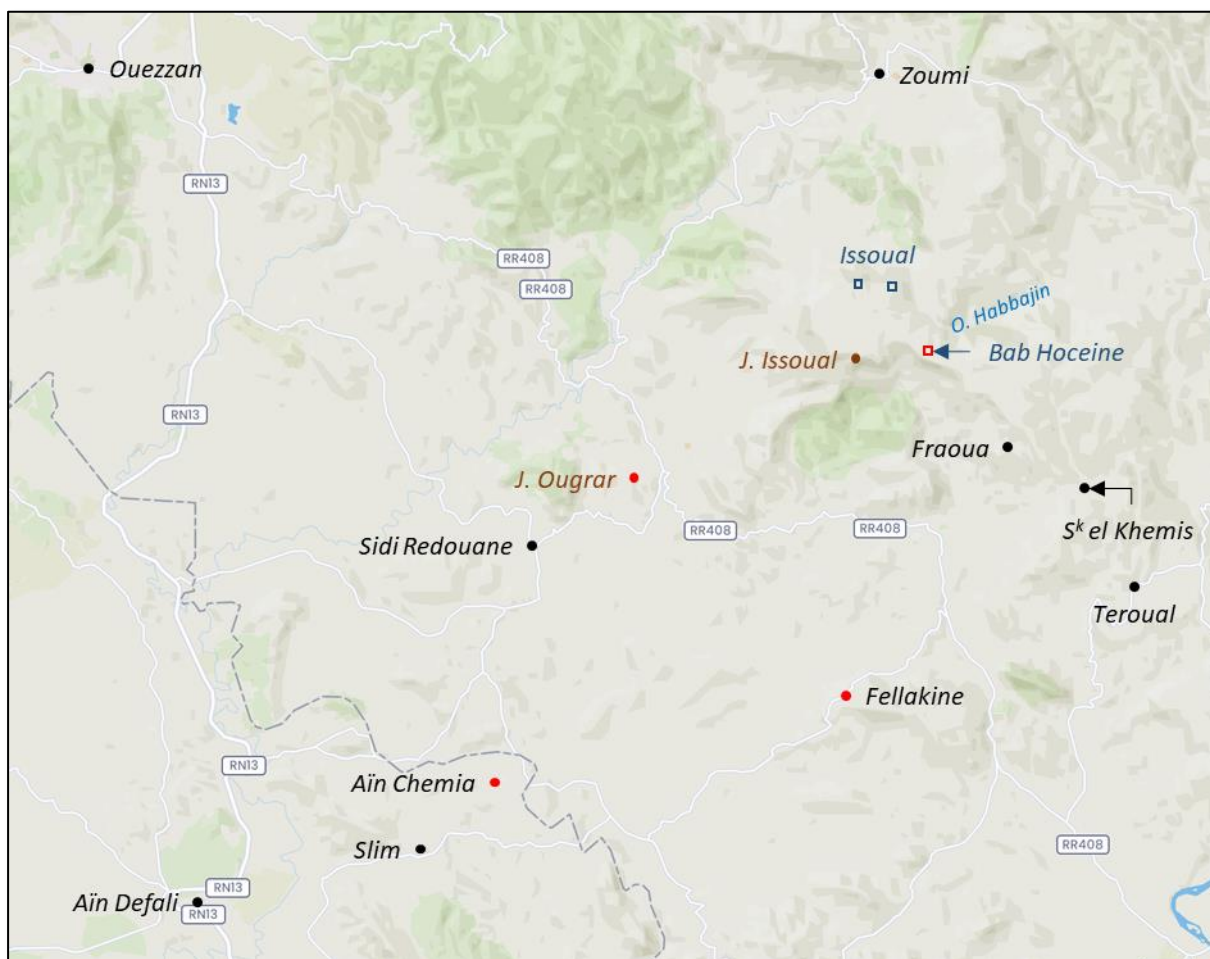 Ouezzan
Zoumi
RN13
Issoual
RR408
RR408
O. Habbajin
J. Issoual
Bab Hoceine
RN13
Fraoua
J. Ougrar
RR408
RR408
Sidi Redouane
Sᵏ el Khemis
Teroual
Fellakine
RN13
Aïn Chemia
Slim
RR408
RN13
Aïn Defali
RN13